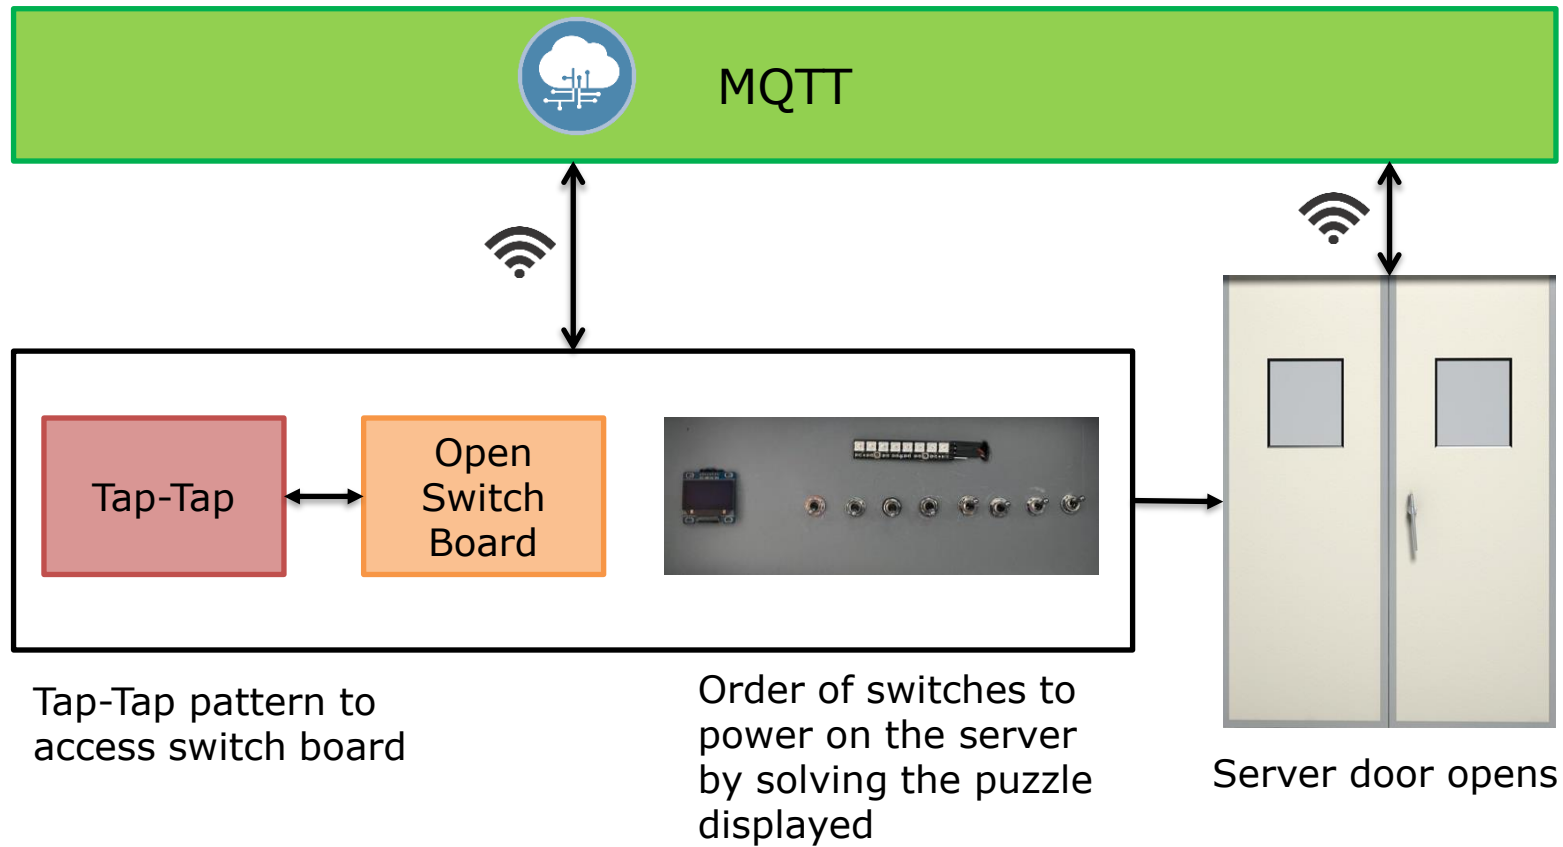 MQTT
Tap-Tap
Open
Switch
Board
Tap-Tap pattern to
access switch board
Order of switches to
power on the server
by solving the puzzle
displayed
Server door opens